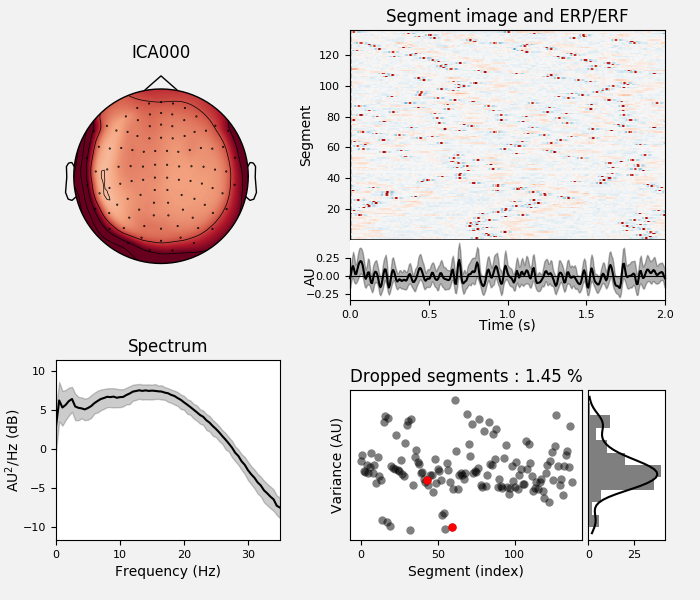 ICA000
Segment image and ERP/ERF
Segment
120
100
80
60
40
20
AU
0.25
0.00
−0.25
0.0 0.5 1.0 1.5 2.0
Time (s)
Spectrum
AU²/Hz (dB)
10
5
0
−5
−10
0 10 20 30
Frequency (Hz)
Dropped segments : 1.45 %
Variance (AU)
0 50 100
Segment (index)
0 25